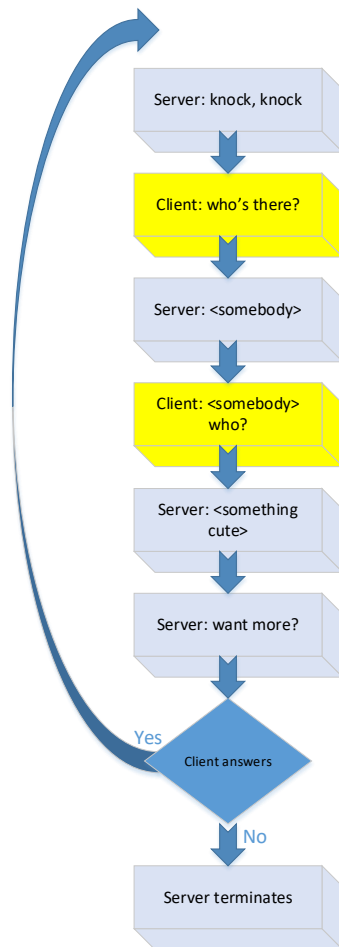 Server: knock, knock
Client: who’s there?
Server: <somebody>
Client: <somebody>
who?
Server: <something
cute>
Server: want more?
Yes
Client answers
No
Server terminates